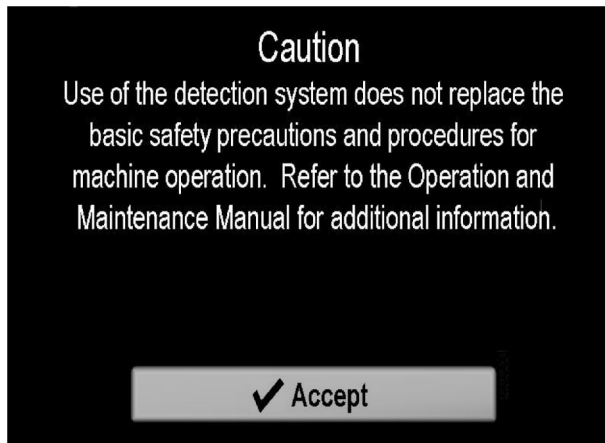 Caution
Use of the detection system does not replace the
basic safety precautions and procedures for
machine operation.  Refer to the Operation and
Maintenance Manual for additional information.
✓ Accept